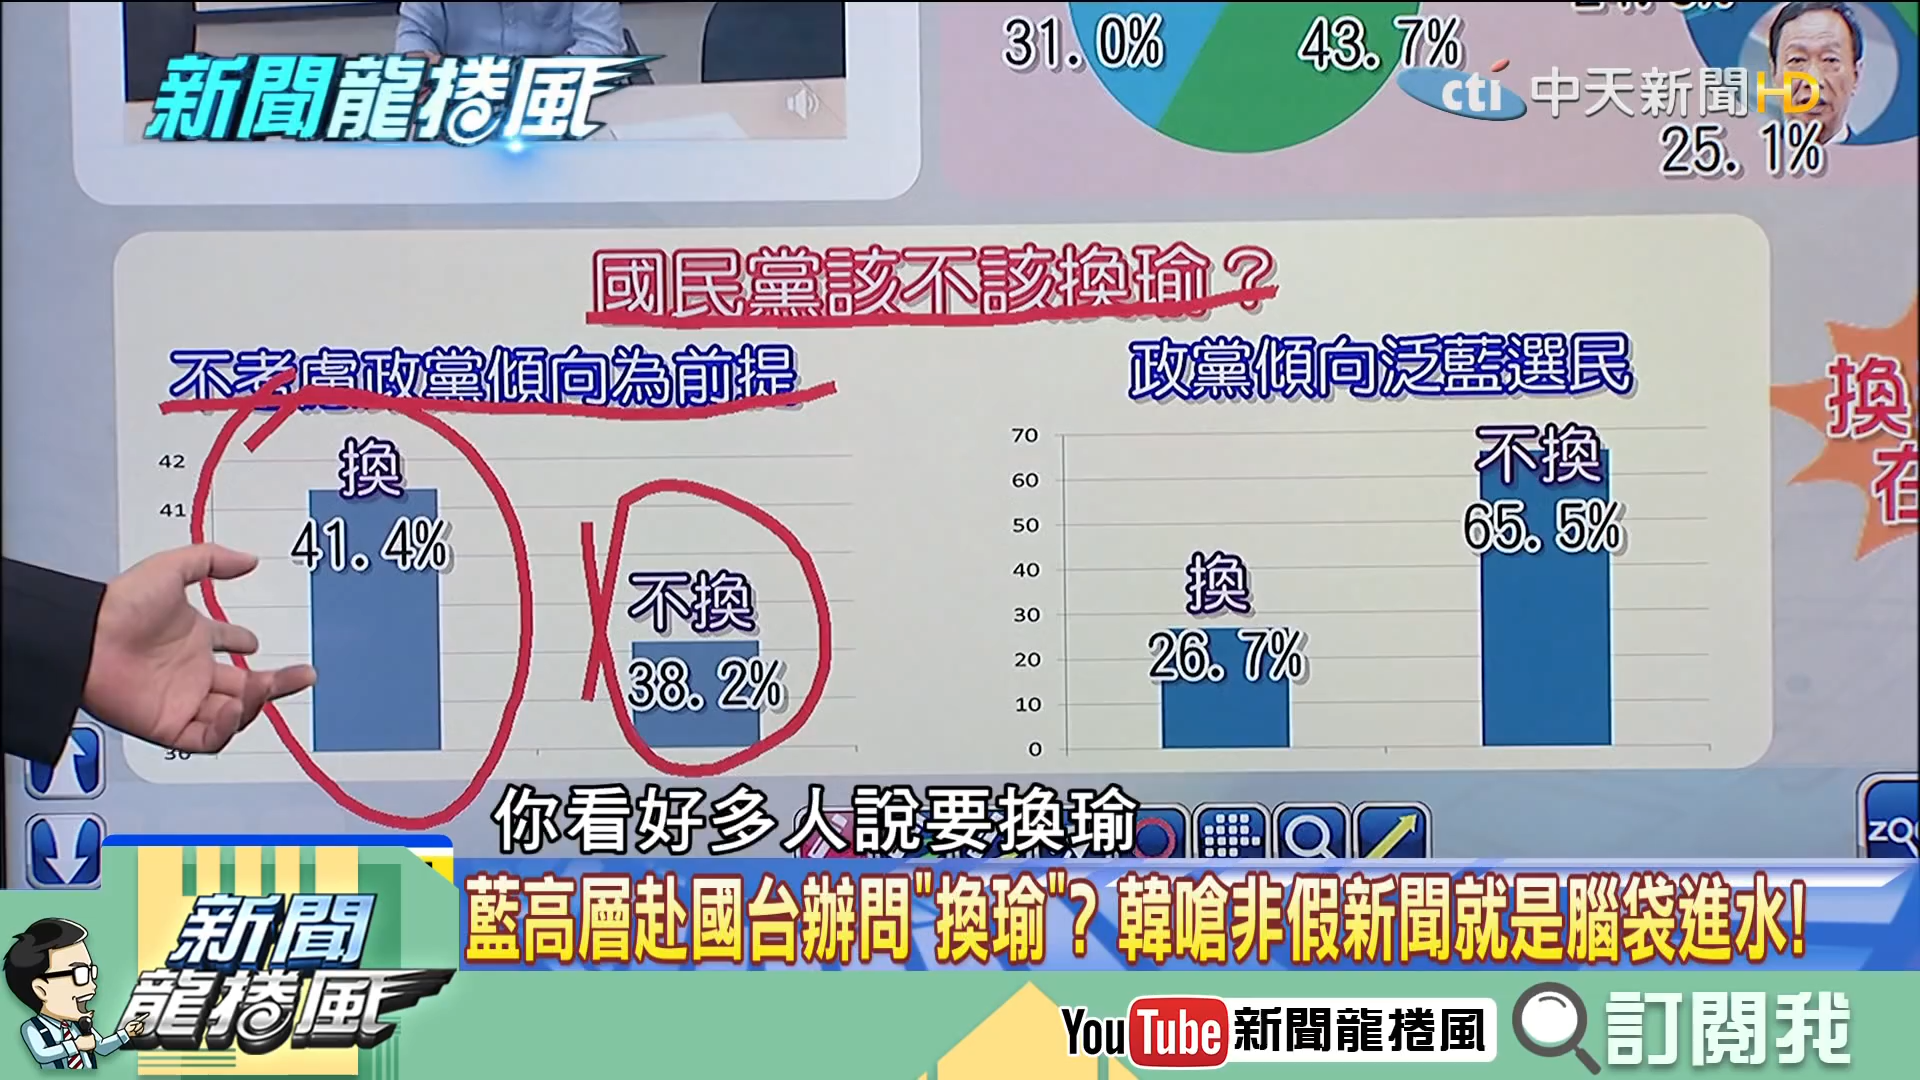 新聞龍捲風
31.0%
43.7%
cti 中天新聞HD
25.1%
國民黨該不該換瑜？
不考慮政黨傾向為前提
42
41
換
41.4%
不換
38.2%
36
政黨傾向泛藍選民
70
60
50
40
30
20
10
0
換
26.7%
不換
65.5%
換
在
你看好多人說要換瑜
藍高層赴國台辦問"換瑜"? 韓嗆非假新聞就是腦袋進水!
新聞
龍捲風
YouTube 新聞龍捲風
訂閱我